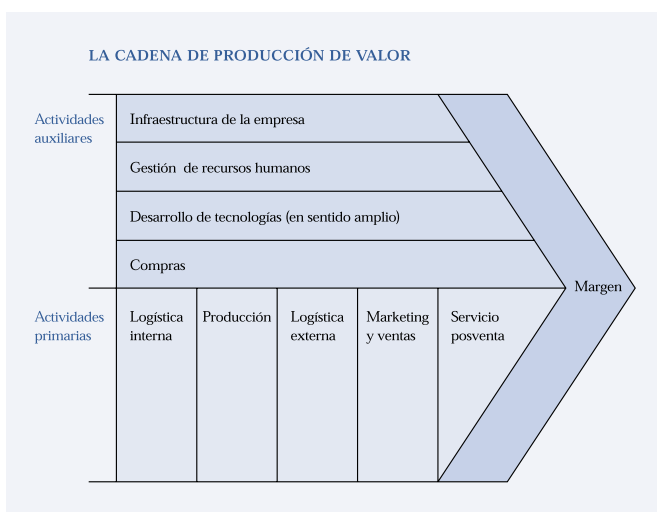 LA CADENA DE PRODUCCIÓN DE VALOR
Actividades
auxiliares
Infraestructura de la empresa
Gestión de recursos humanos
Desarrollo de tecnologías (en sentido amplio)
Compras
Margen
Actividades
primarias
Logística
interna
Producción
Logística
externa
Marketing
y ventas
Servicio
posventa